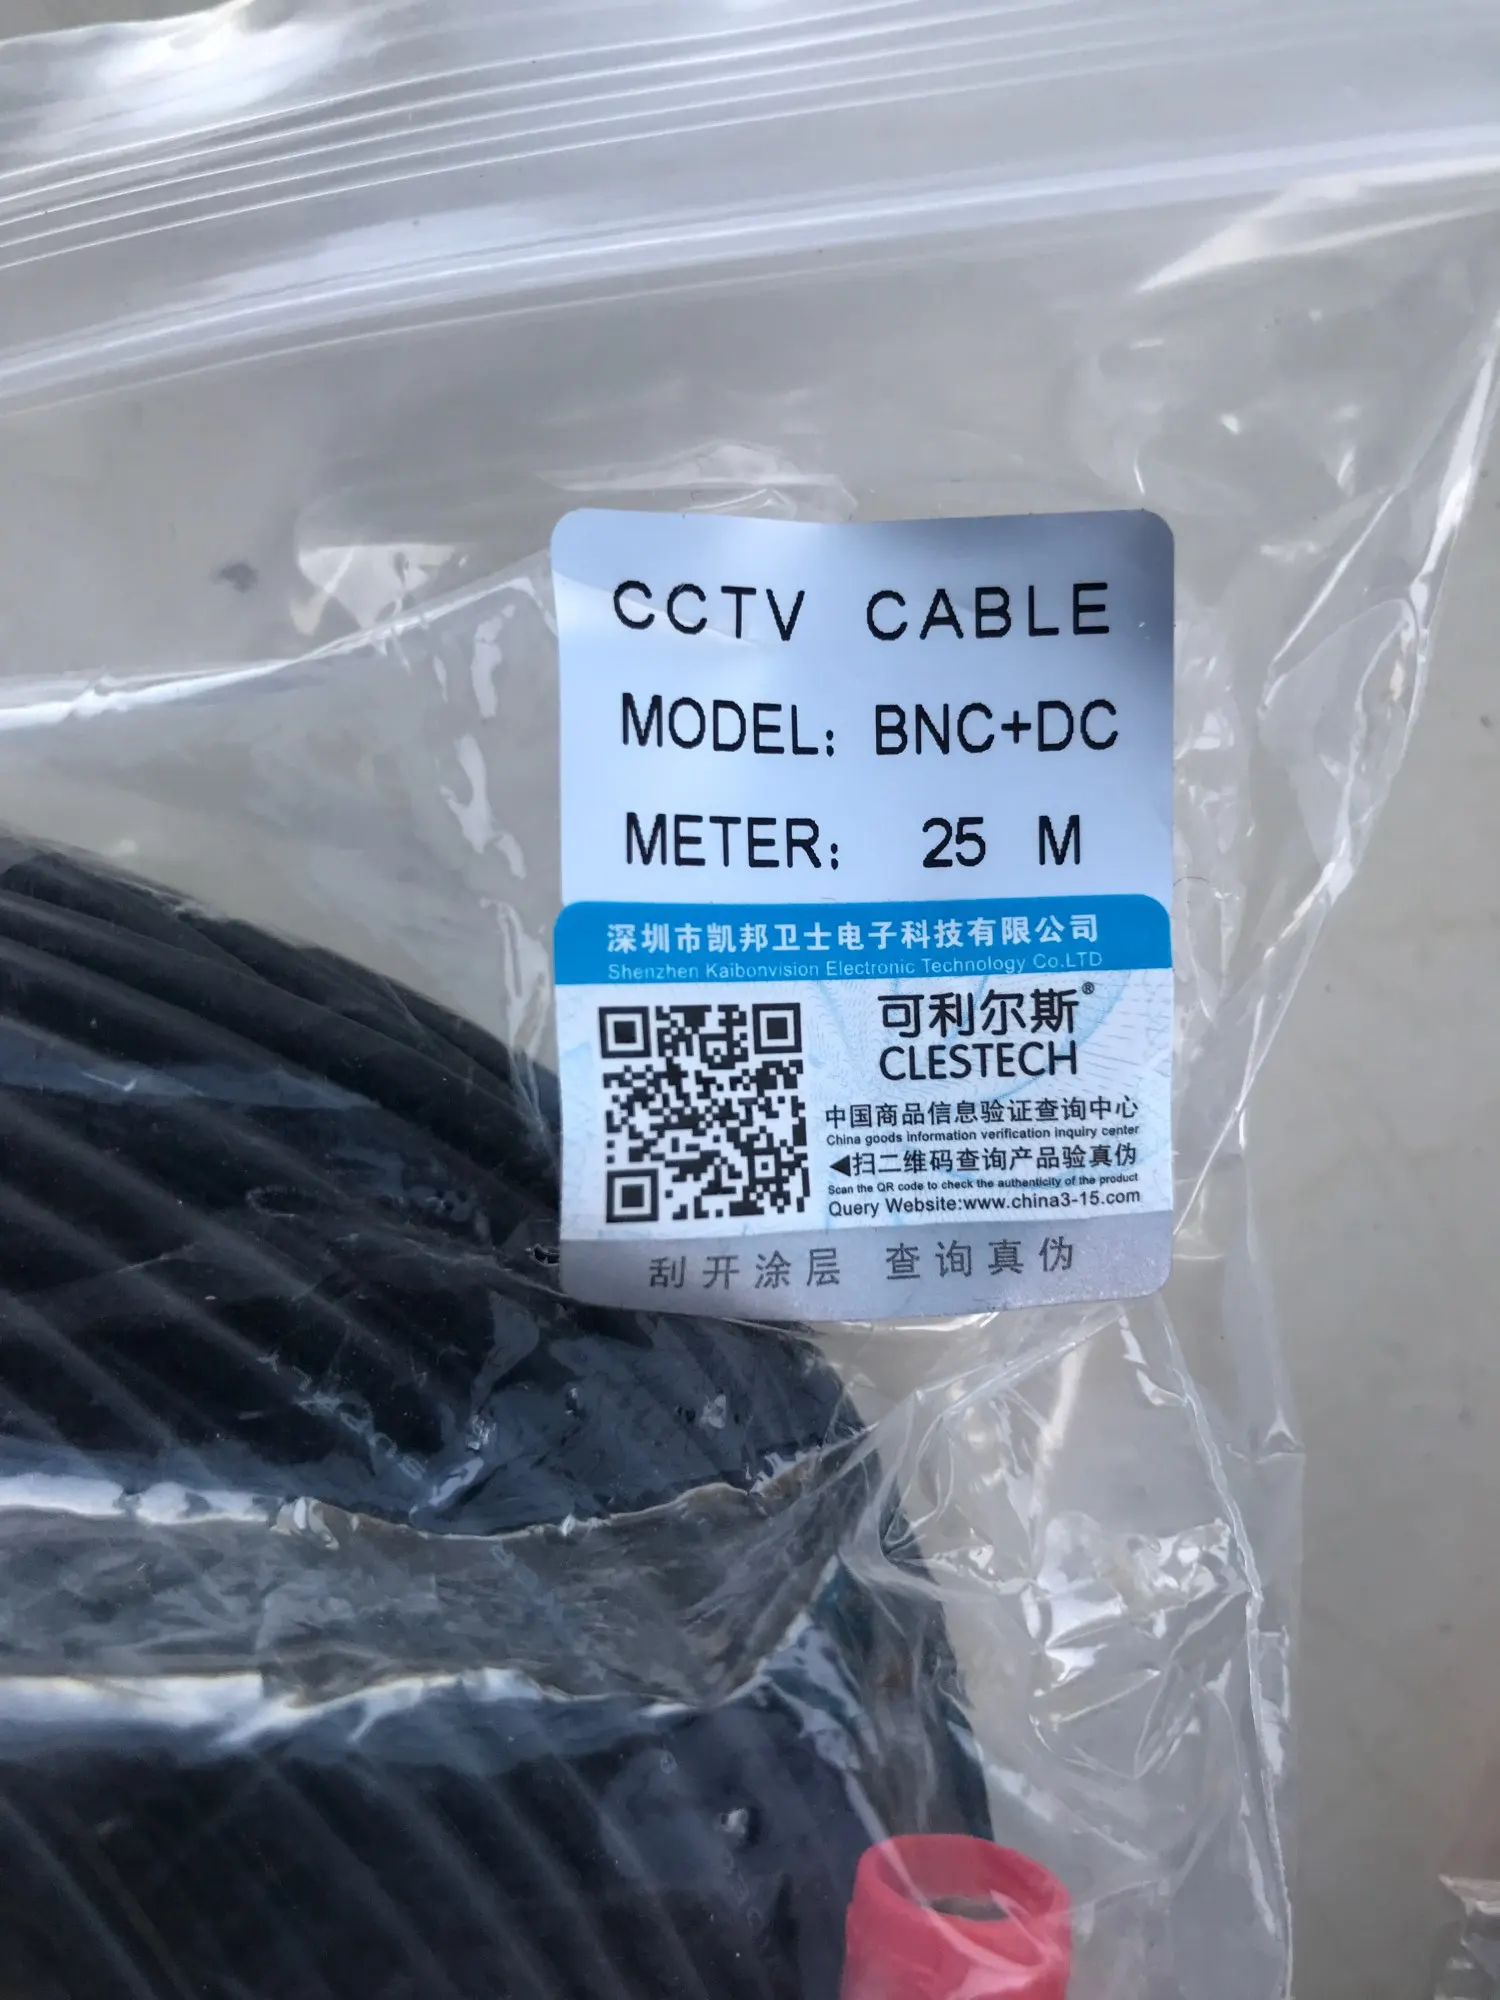 CCTV CABLE
MODEL: BNC+DC
METER: 25 M
深圳市凯邦卫士电子科技有限公司
Shenzhen Kaibonvision Electronic Technology Co.LTD
可利尔斯®
CLESTECH
中国商品信息验证查询中心
China goods information verification inquiry center
◀扫二维码查询产品验真伪
Scan the QR code to check the authenticity of the product
Query Website:www.china3-15.com
刮开涂层 查询真伪